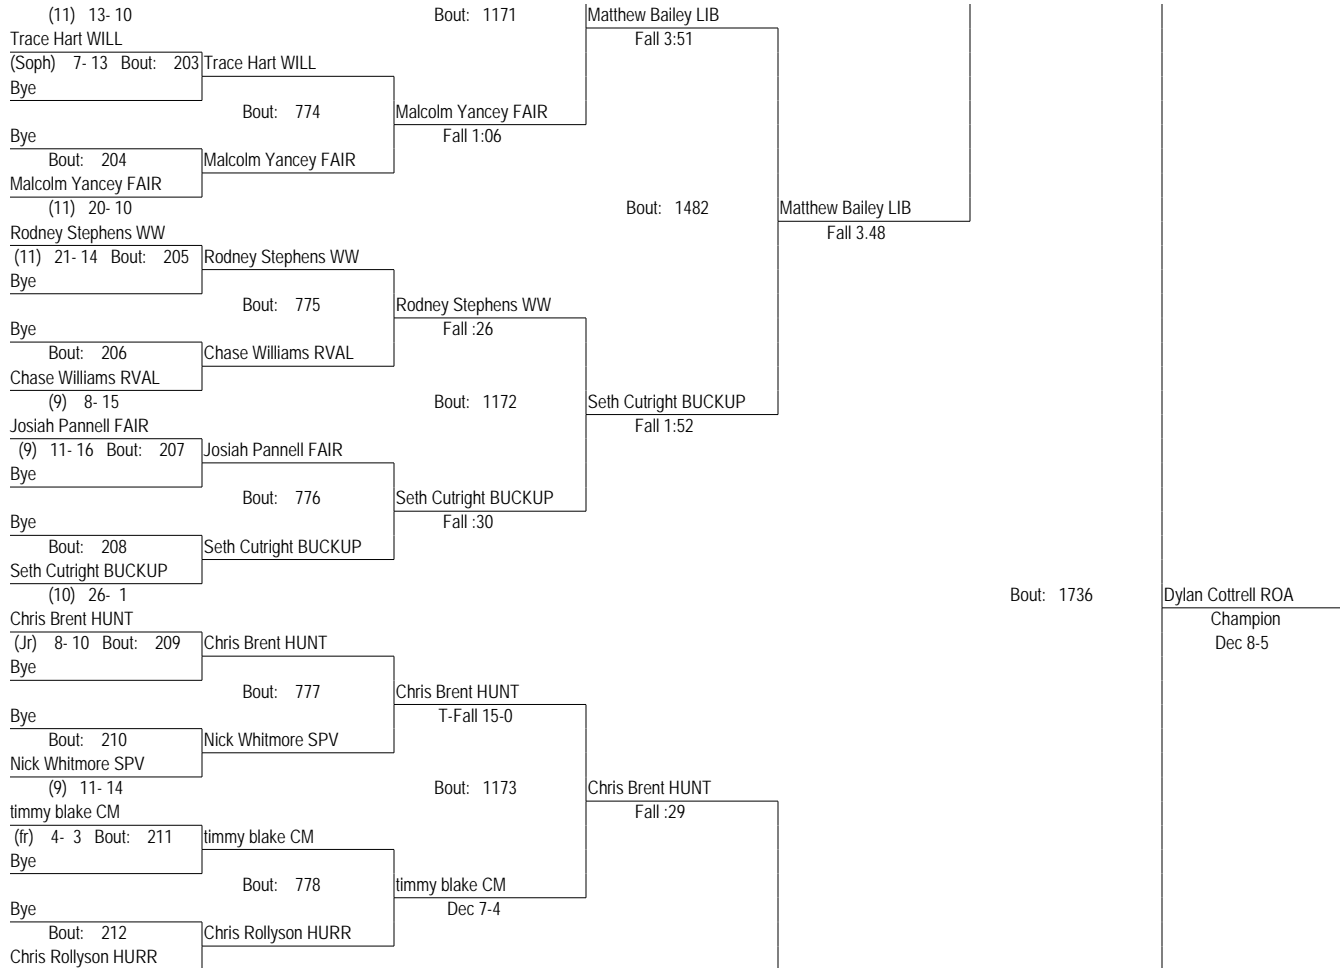 (11) 13- 10 Bout: 1171 Matthew Bailey LIB
Trace Hart WILL Fall 3:51
(Soph) 7- 13 Bout: 203 Trace Hart WILL
Bye
Bout: 774 Malcolm Yancey FAIR
Bye Fall 1:06
Bout: 204 Malcolm Yancey FAIR
Malcolm Yancey FAIR
(11) 20- 10 Bout: 1482 Matthew Bailey LIB
Rodney Stephens WW Fall 3.48
(11) 21- 14 Bout: 205 Rodney Stephens WW
Bye
Bout: 775 Rodney Stephens WW
Bye Fall :26
Bout: 206 Chase Williams RVAL
Chase Williams RVAL
(9) 8- 15 Bout: 1172 Seth Cutright BUCKUP
Josiah Pannell FAIR Fall 1:52
(9) 11- 16 Bout: 207 Josiah Pannell FAIR
Bye
Bout: 776 Seth Cutright BUCKUP
Bye Fall :30
Bout: 208 Seth Cutright BUCKUP
Seth Cutright BUCKUP
(10) 26- 1 Bout: 1736 Dylan Cottrell ROA
Chris Brent HUNT Champion
(Jr) 8- 10 Bout: 209 Chris Brent HUNT Dec 8-5
Bye
Bout: 777 Chris Brent HUNT
Bye T-Fall 15-0
Bout: 210 Nick Whitmore SPV
Nick Whitmore SPV
(9) 11- 14 Bout: 1173 Chris Brent HUNT
timmy blake CM Fall :29
(fr) 4- 3 Bout: 211 timmy blake CM
Bye
Bout: 778 timmy blake CM
Bye Dec 7-4
Bout: 212 Chris Rollyson HURR
Chris Rollyson HURR